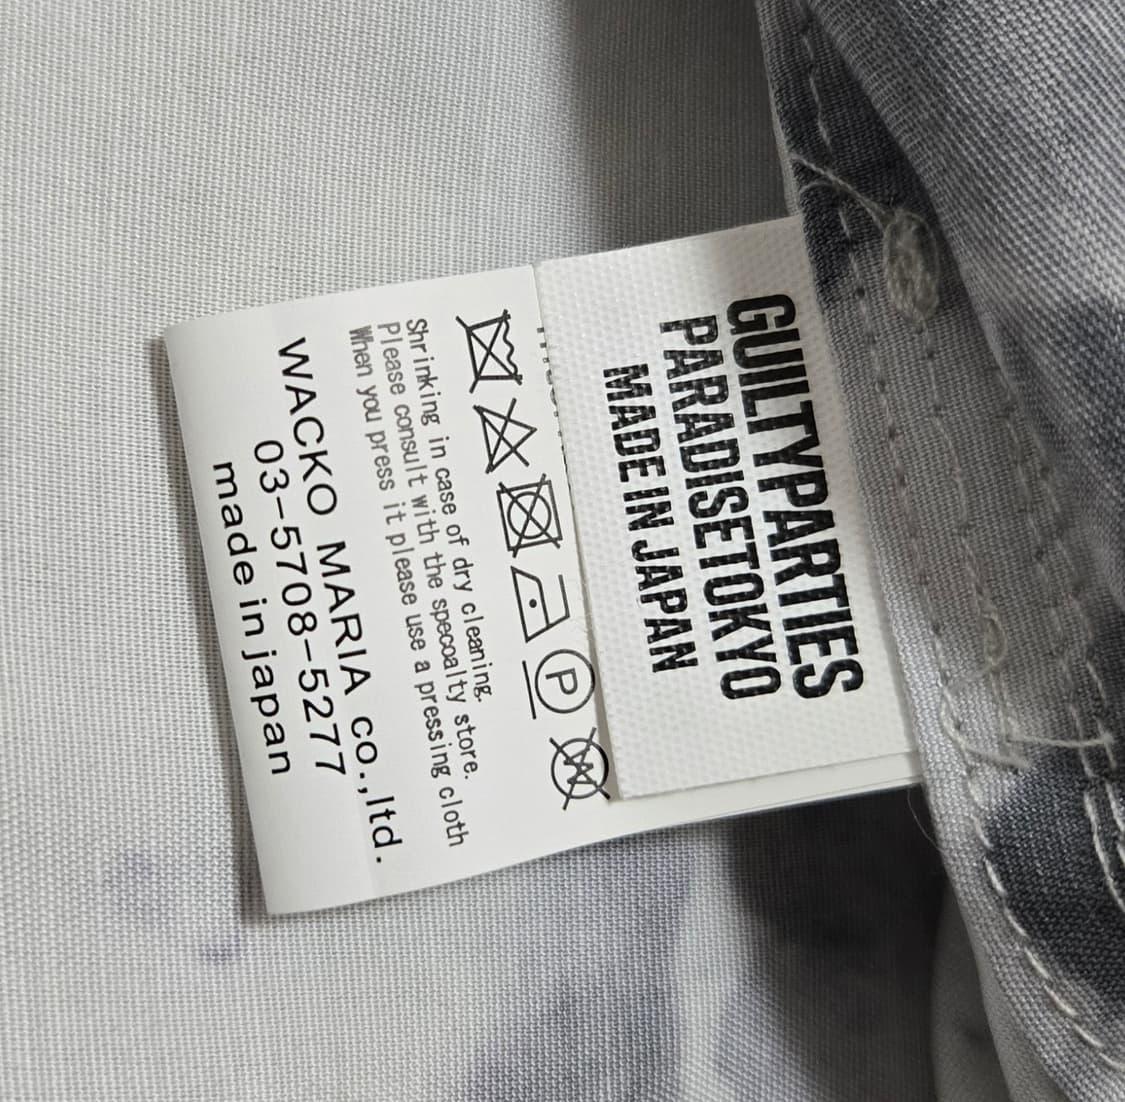 GUILTYPARTIES
PARADISETOKYO
MADE IN JAPAN
P
W
Shrinking in case of dry cleaning.
Please consult with the specoalty store.
When you press it please use a pressing cloth
WACKO MARIA co.,ltd.
03-5708-5277
made in japan